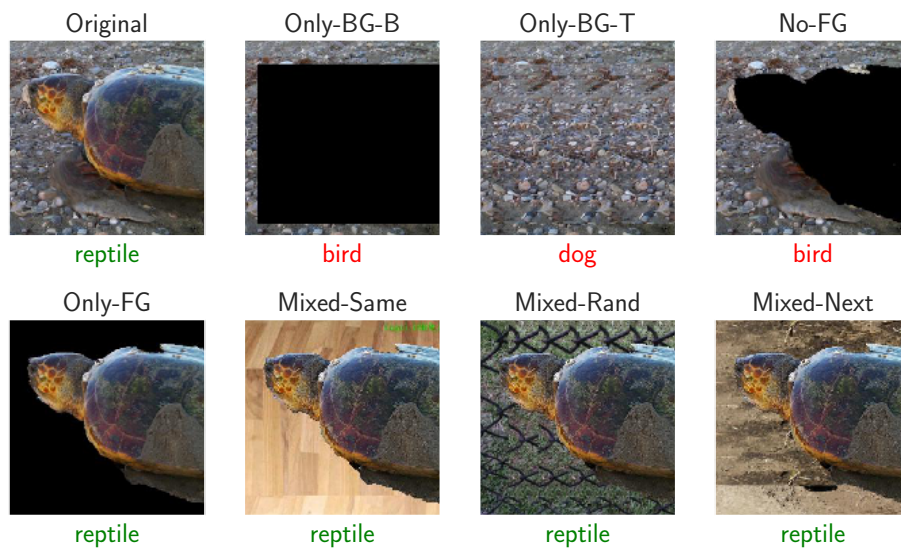 Original Only-BG-B Only-BG-T No-FG
reptile bird dog bird
Only-FG Mixed-Same Mixed-Rand Mixed-Next
reptile reptile reptile reptile